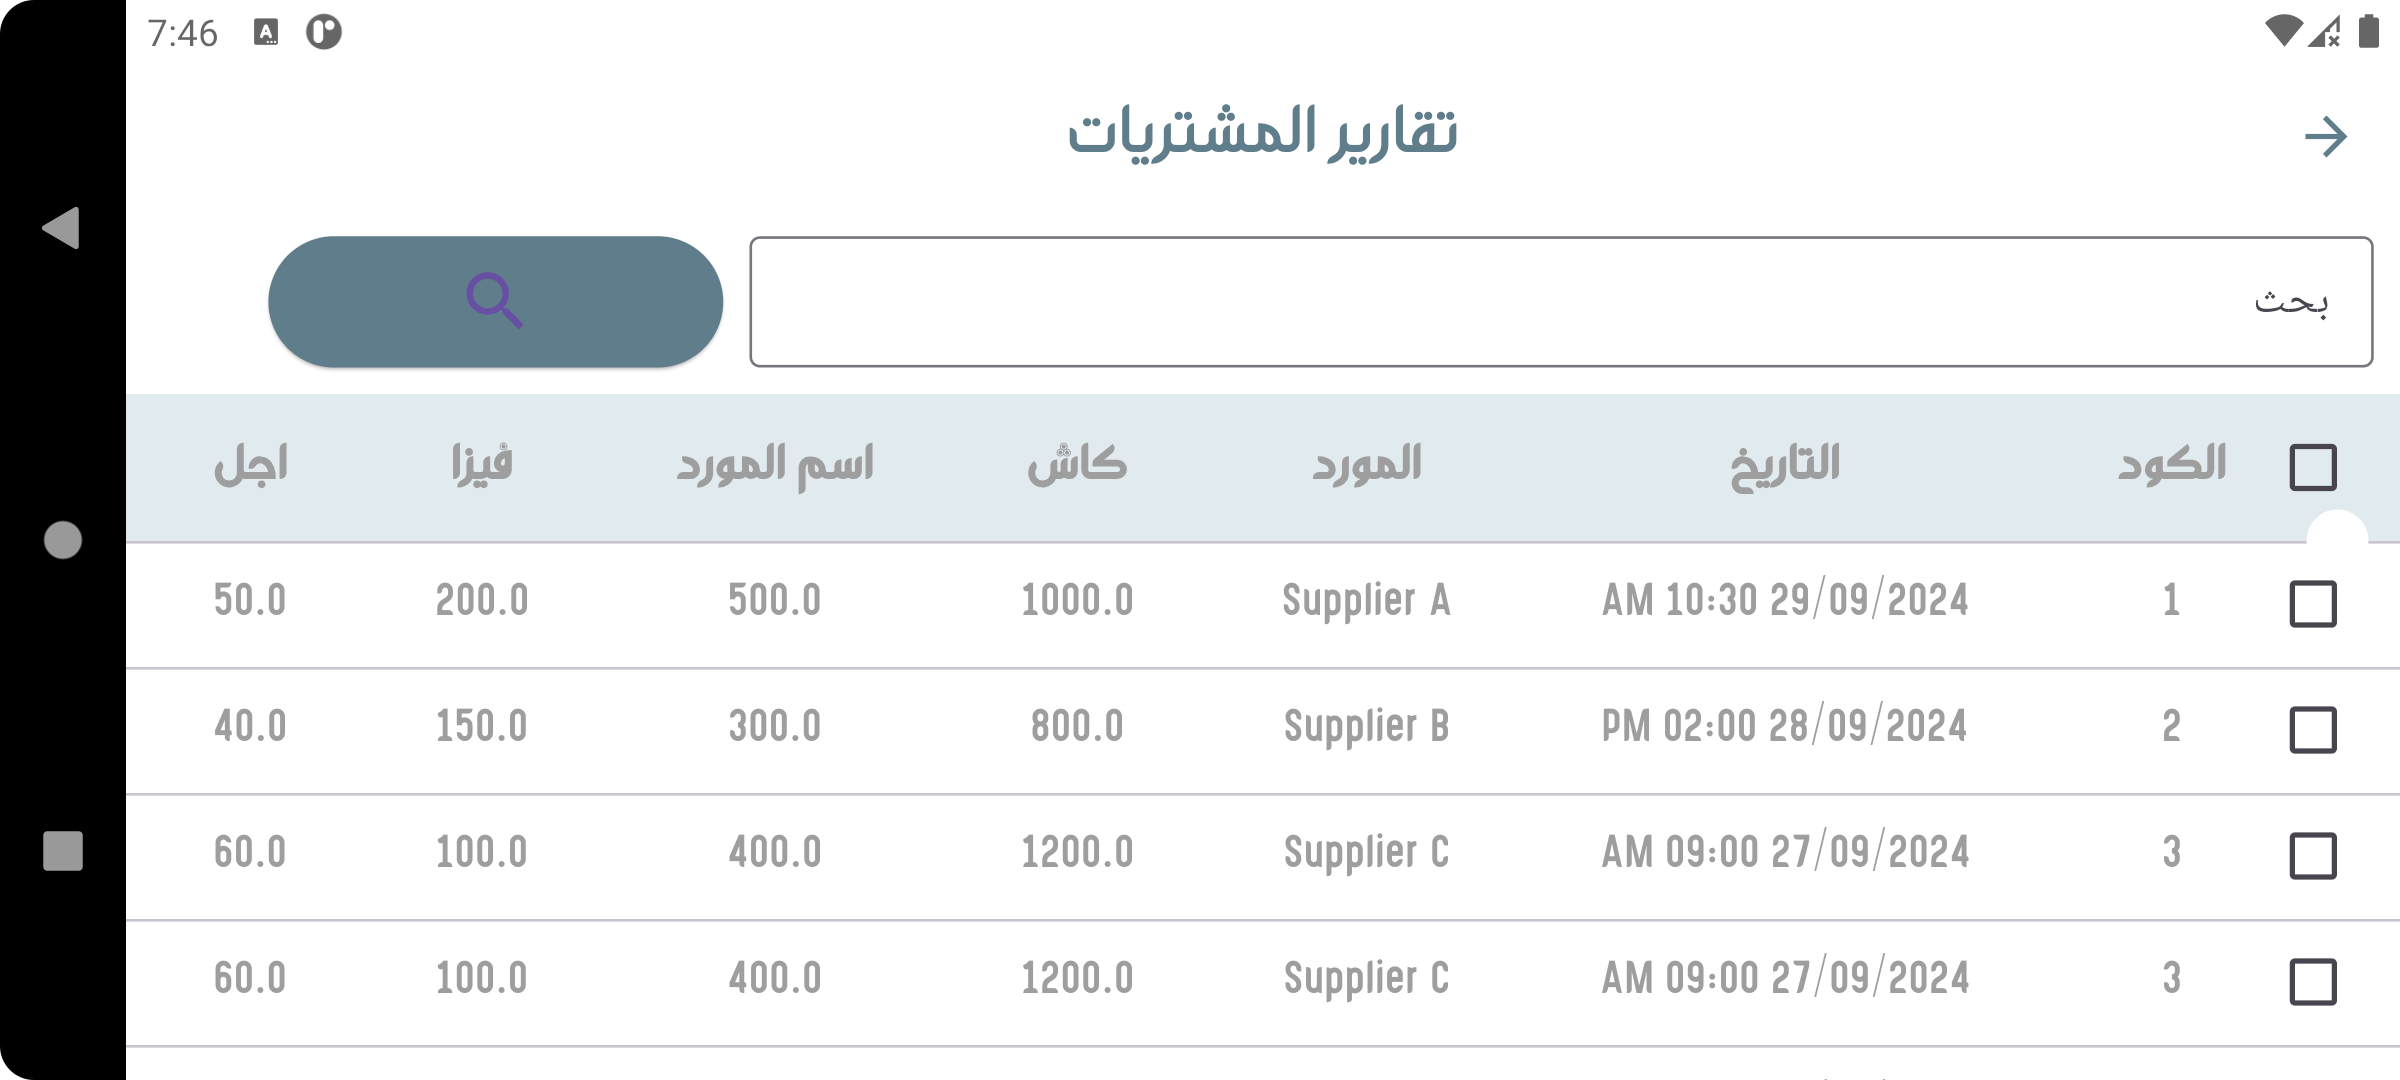 7:46
تقارير المشتريات
بحث
الكود التاريخ المورد كاش اسم المورد فيزا اجل
1 AM 10:30 29/09/2024 Supplier A 1000.0 500.0 200.0 50.0
2 PM 02:00 28/09/2024 Supplier B 800.0 300.0 150.0 40.0
3 AM 09:00 27/09/2024 Supplier C 1200.0 400.0 100.0 60.0
3 AM 09:00 27/09/2024 Supplier C 1200.0 400.0 100.0 60.0